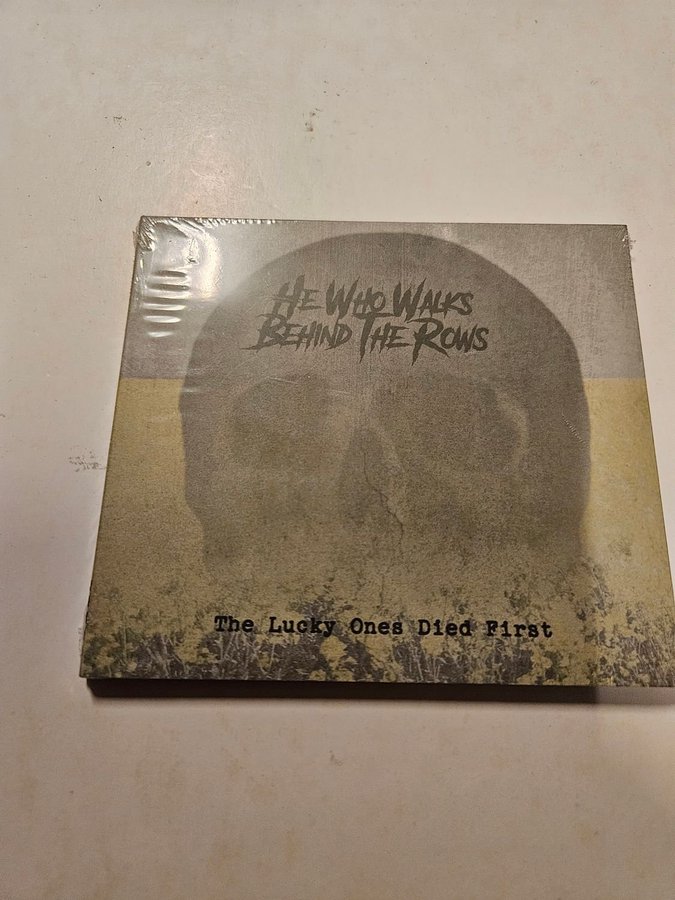 He Who Walks
Behind The Rows
The Lucky Ones Died First